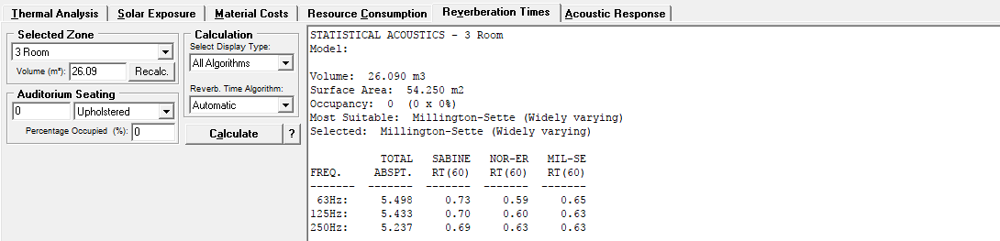 Thermal Analysis Solar Exposure Material Costs Resource Consumption Reverberation Times Acoustic Response
Selected Zone
3 Room
Volume (m³): 26.09 Recalc.
Auditorium Seating
0 Upholstered
Percentage Occupied (%): 0
Calculation
Select Display Type:
All Algorithms
Reverb. Time Algorithm:
Automatic
Calculate ?
STATISTICAL ACOUSTICS - 3 Room
Model:
Volume: 26.090 m3
Surface Area: 54.250 m2
Occupancy: 0 (0 x 0%)
Most Suitable: Millington-Sette (Widely varying)
Selected: Millington-Sette (Widely varying)
TOTAL SABINE NOR-ER MIL-SE
FREQ. ABSPT. RT(60) RT(60) RT(60)
------- ------- ------- ------- -------
63Hz: 5.498 0.73 0.59 0.65
125Hz: 5.433 0.70 0.60 0.63
250Hz: 5.237 0.69 0.63 0.63